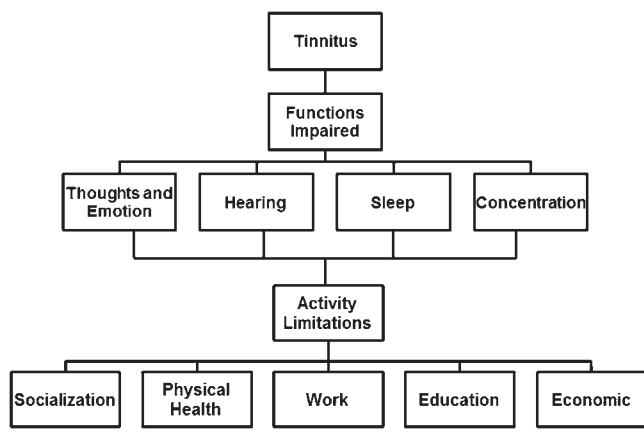 Tinnitus
Functions
Impaired
Thoughts and
Emotion
Hearing
Sleep
Concentration
Activity
Limitations
Socialization
Physical
Health
Work
Education
Economic